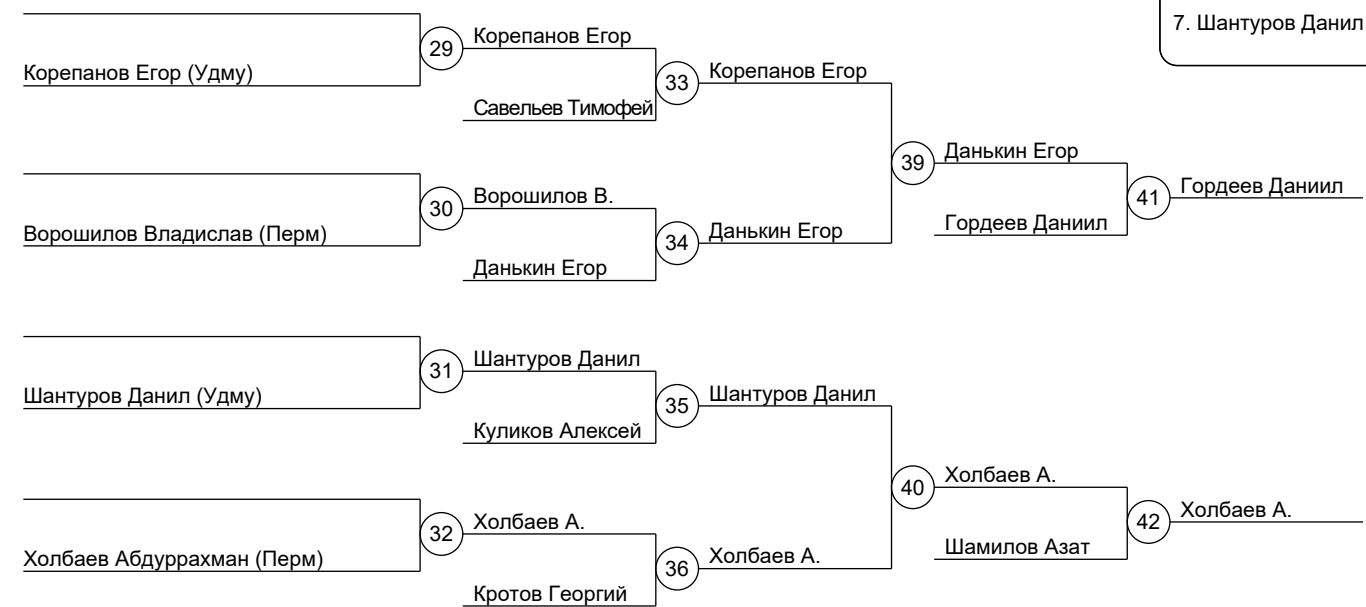 7. Шантуров Данил
29
Корепанов Егор
Корепанов Егор (Удму)
33
Корепанов Егор
Савельев Тимофей
39
Данькин Егор
41
Гордеев Даниил
30
Ворошилов В.
Ворошилов Владислав (Перм)
34
Данькин Егор
Гордеев Даниил
Данькин Егор
31
Шантуров Данил
Шантуров Данил (Удму)
35
Шантуров Данил
Куликов Алексей
40
Холбаев А.
42
Холбаев А.
32
Холбаев А.
Холбаев Абдуррахман (Перм)
36
Холбаев А.
Шамилов Азат
Кротов Георгий